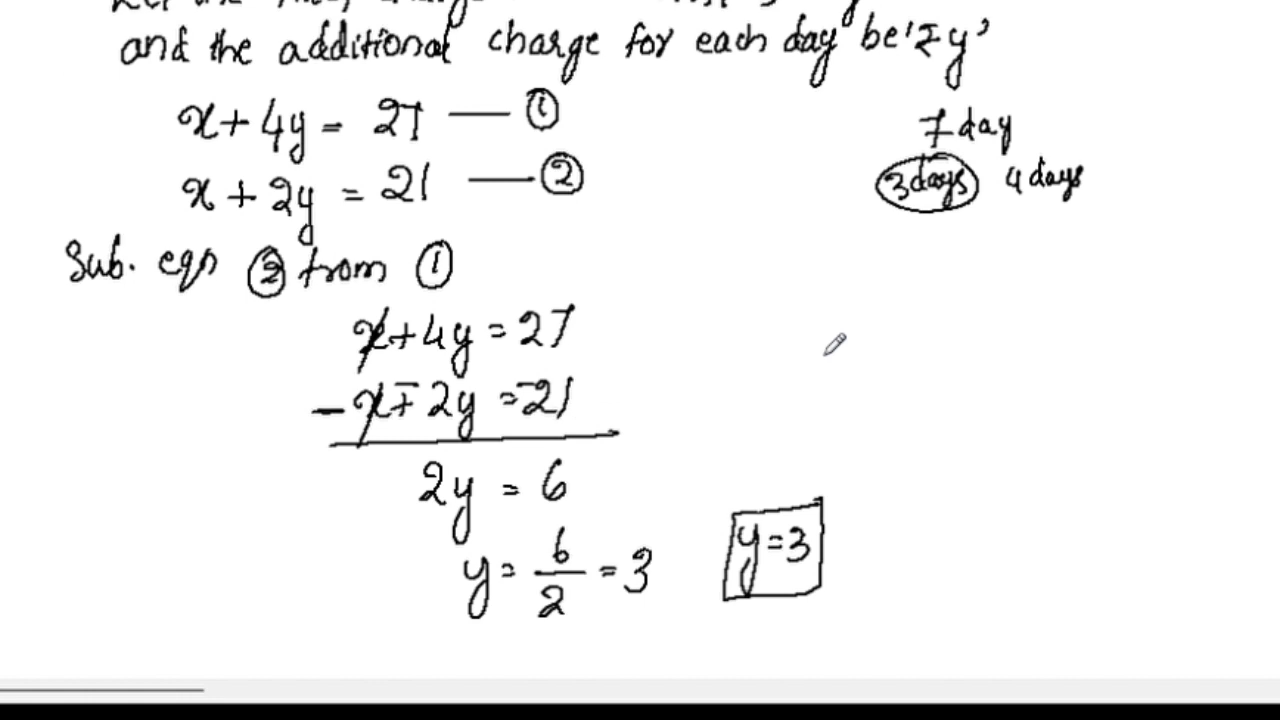 and the additional charge for each day be '₹y'
x + 4y = 27 — ①
7 day
x + 2y = 21 — ②
3 days 4 days
Sub. eqn ② from ①
x + 4y = 27
- x ∓ 2y = -21
2y = 6
y = 6/2 = 3
y = 3